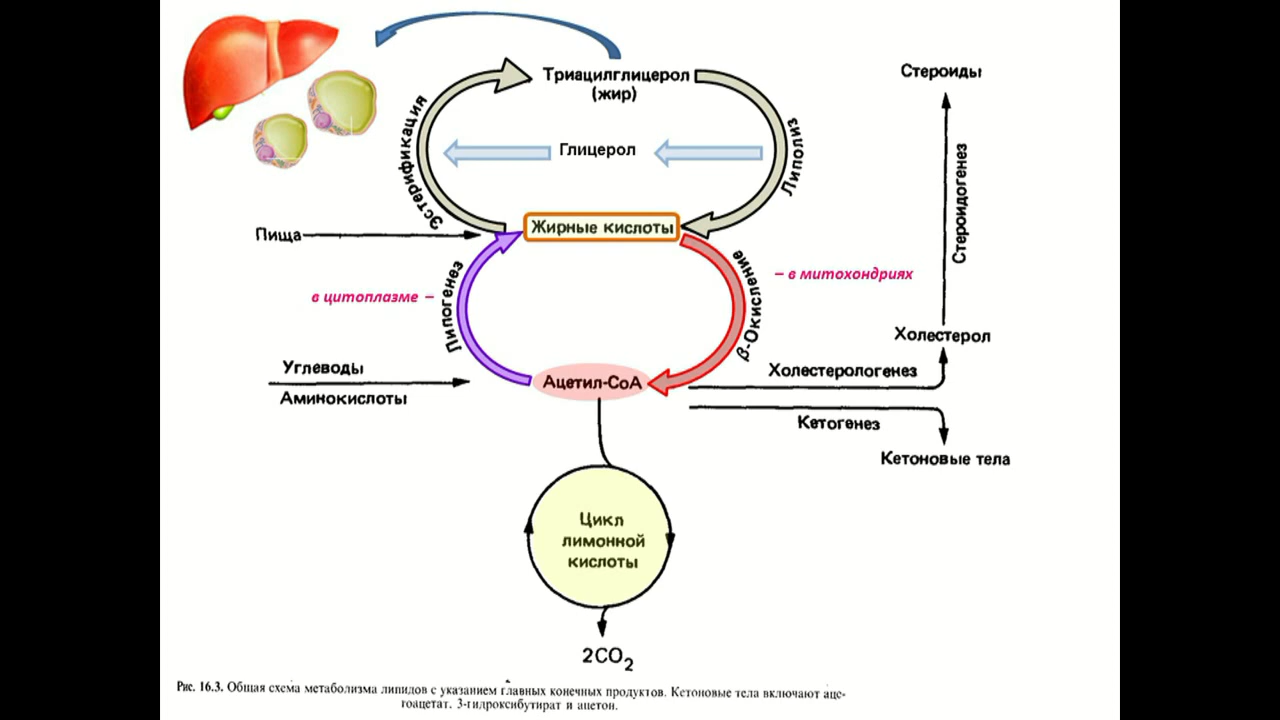 Триацилглицерол
(жир)
Стероиды
Эстерификация
Глицерол
Липолиз
Стероидогенез
Пища
Жирные кислоты
в цитоплазме –
Липогенез
β-Окисление
– в митохондриях
Холестерол
Углеводы
Аминокислоты
Ацетил-СоА
Холестерологенез
Кетогенез
Кетоновые тела
Цикл
лимонной
кислоты
2CO2
Рис. 16.3. Общая схема метаболизма липидов с указанием главных конечных продуктов. Кетоновые тела включают аце-
тоацетат. 3-гидроксибутират и ацетон.